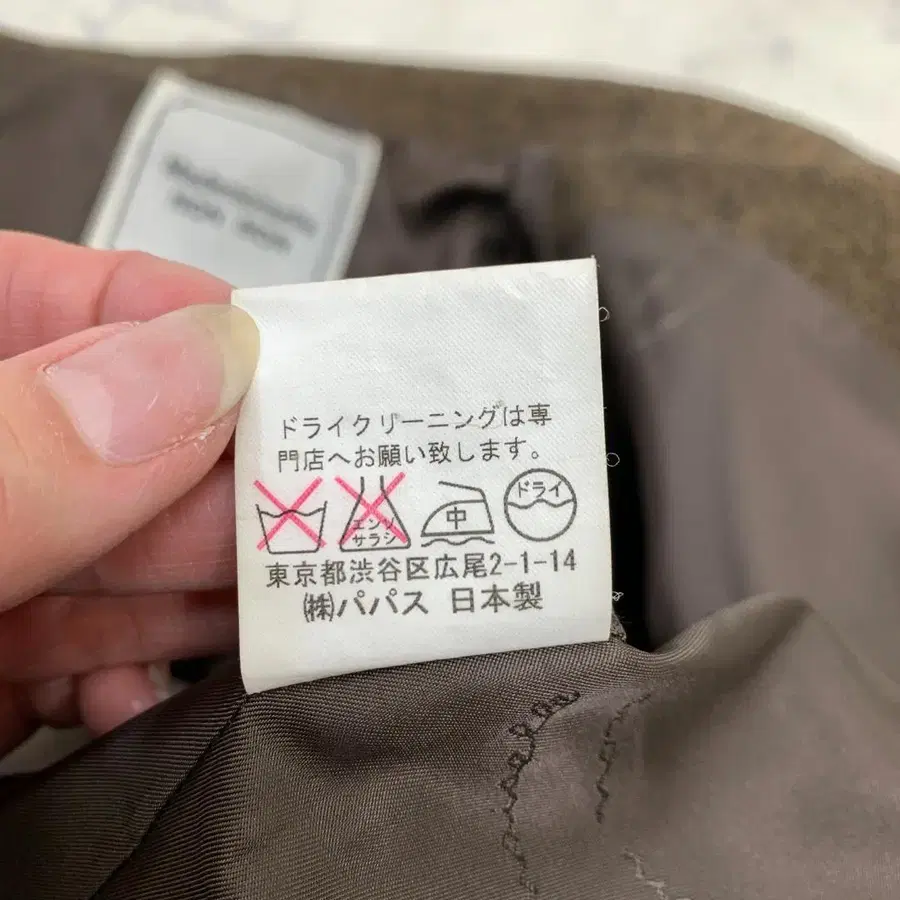 ドライクリーニングは専
門店へお願い致します。
エンソ
サラシ
中
ドライ
東京都渋谷区広尾2-1-14
㈱パパス 日本製